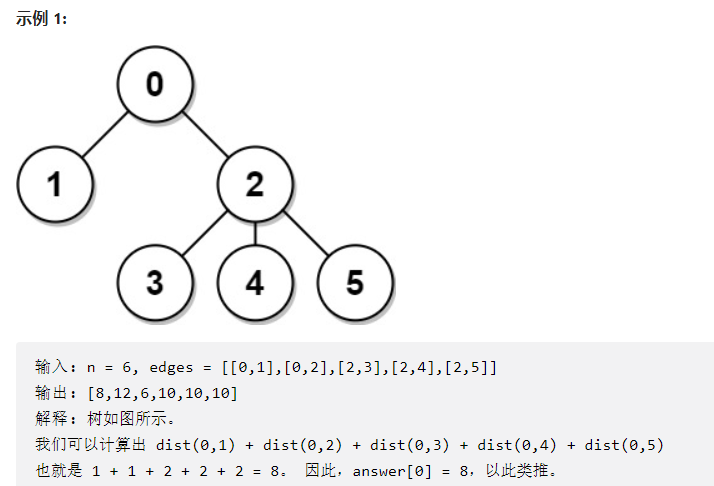 示例 1:
0
1
2
3
4
5
输入：n = 6, edges = [[0,1],[0,2],[2,3],[2,4],[2,5]]
输出：[8,12,6,10,10,10]
解释：树如图所示。
我们可以计算出 dist(0,1) + dist(0,2) + dist(0,3) + dist(0,4) + dist(0,5)
也就是 1 + 1 + 2 + 2 + 2 = 8。 因此，answer[0] = 8，以此类推。